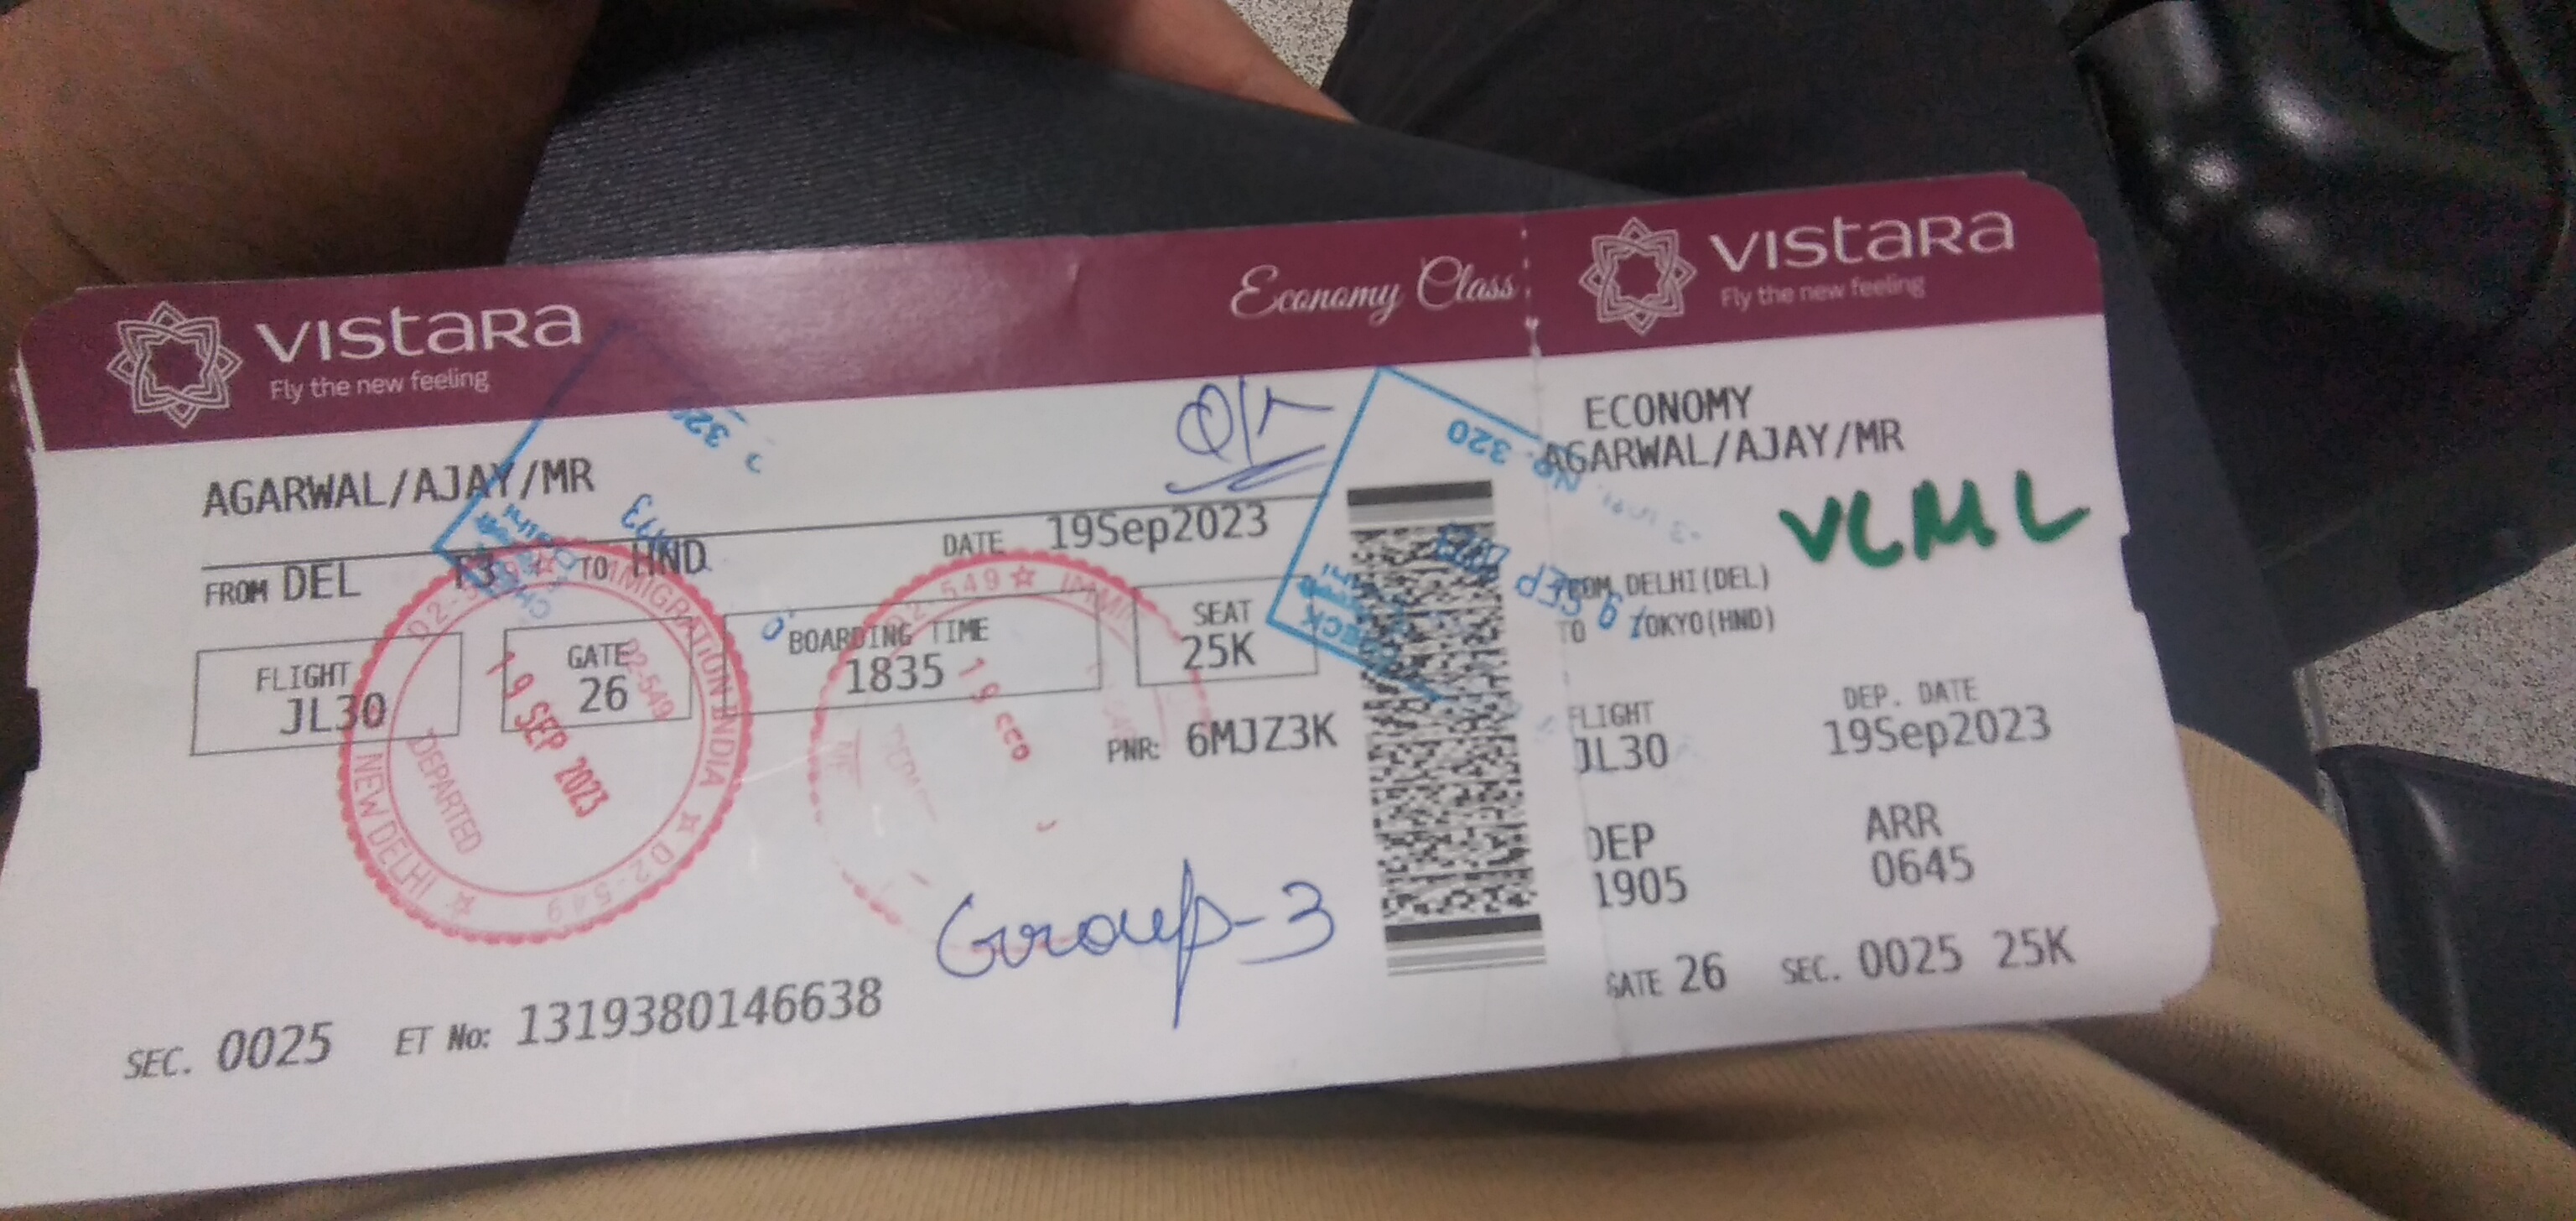 VISTARA
Fly the new feeling
Economy Class
AGARWAL/AJAY/MR
FROM DEL T3 TO HND DATE 19Sep2023
FLIGHT JL30
GATE 26
BOARDING TIME 1835
SEAT 25K
PNR: 6MJZ3K
IMMIGRATION INDIA ☆ 02-549 ☆ NEW DELHI
02-549
19 SEP 2023
DEPARTED
Group-3
SEC. 0025 ET No: 1319380146638
VISTARA
Fly the new feeling
ECONOMY
AGARWAL/AJAY/MR
VLML
DELHI(DEL)
TO TOKYO(HND)
320
FLIGHT DEP. DATE
JL30 19Sep2023
DEP ARR
1905 0645
GATE 26 SEC. 0025 25K